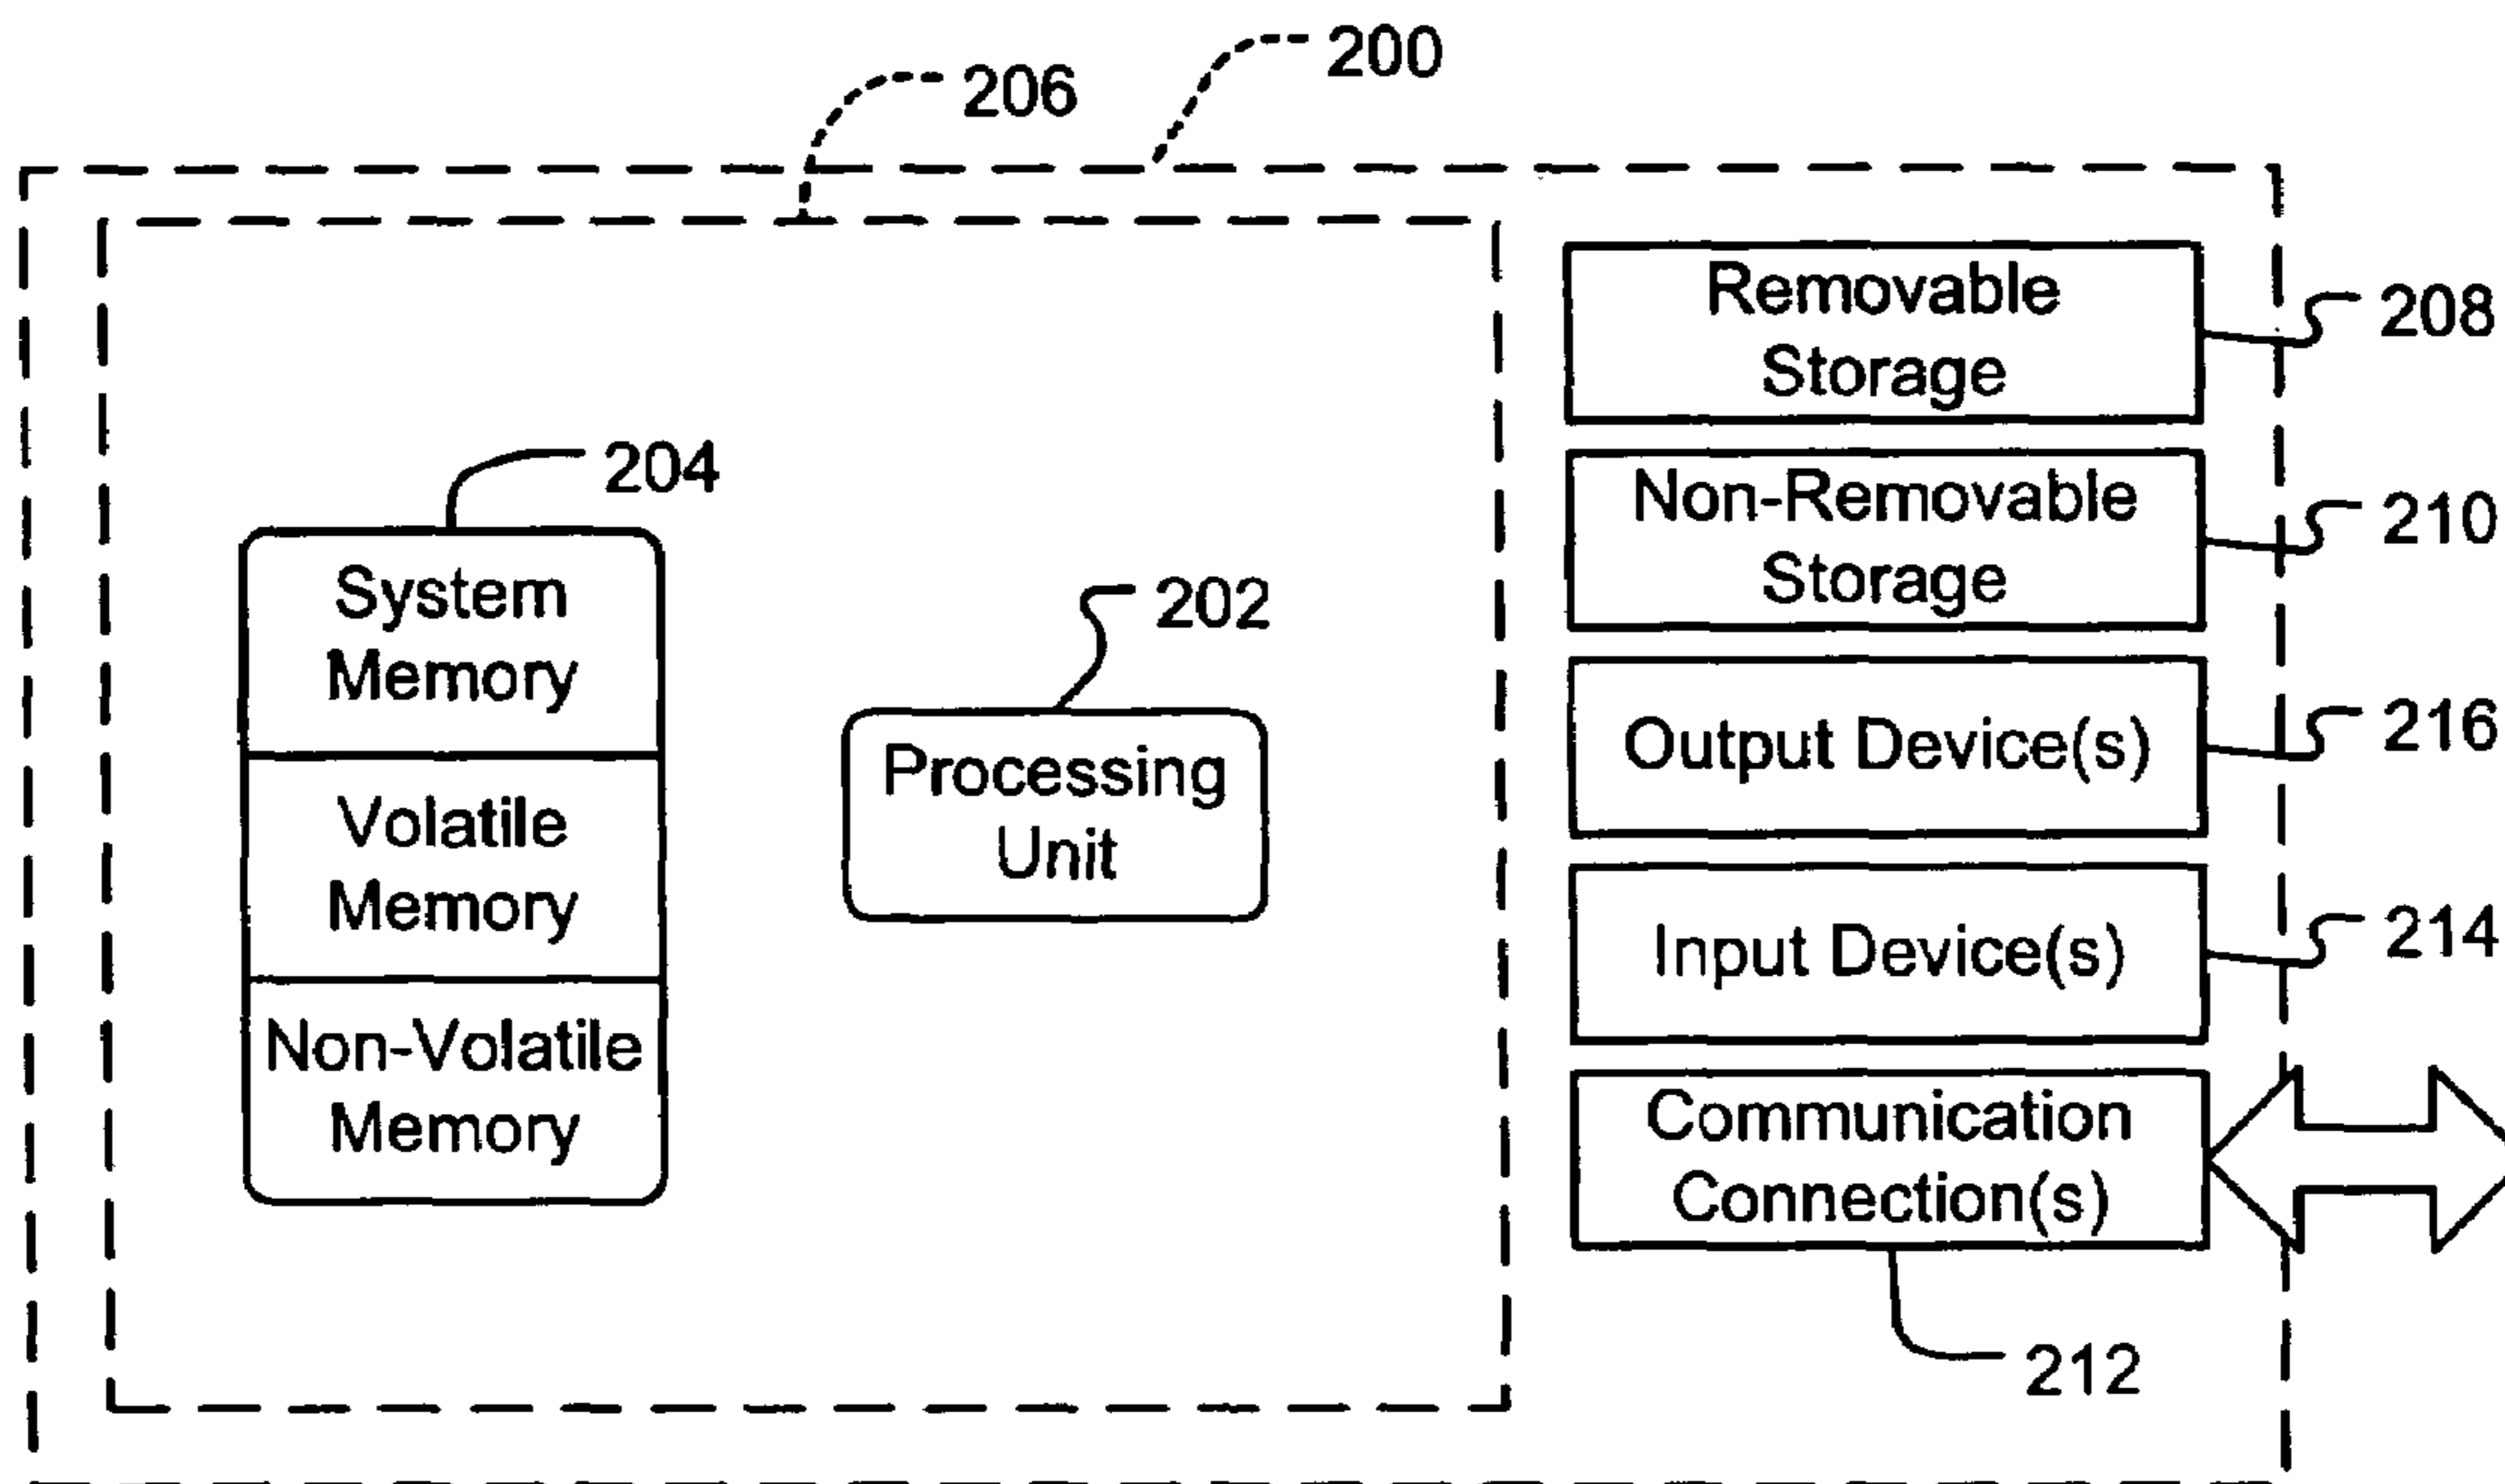 200
206
Removable
Storage
208
Non-Removable
Storage
210
204
System
Memory
Volatile
Memory
Non-Volatile
Memory
202
Processing
Unit
Output Device(s)
216
Input Device(s)
214
Communication
Connection(s)
212